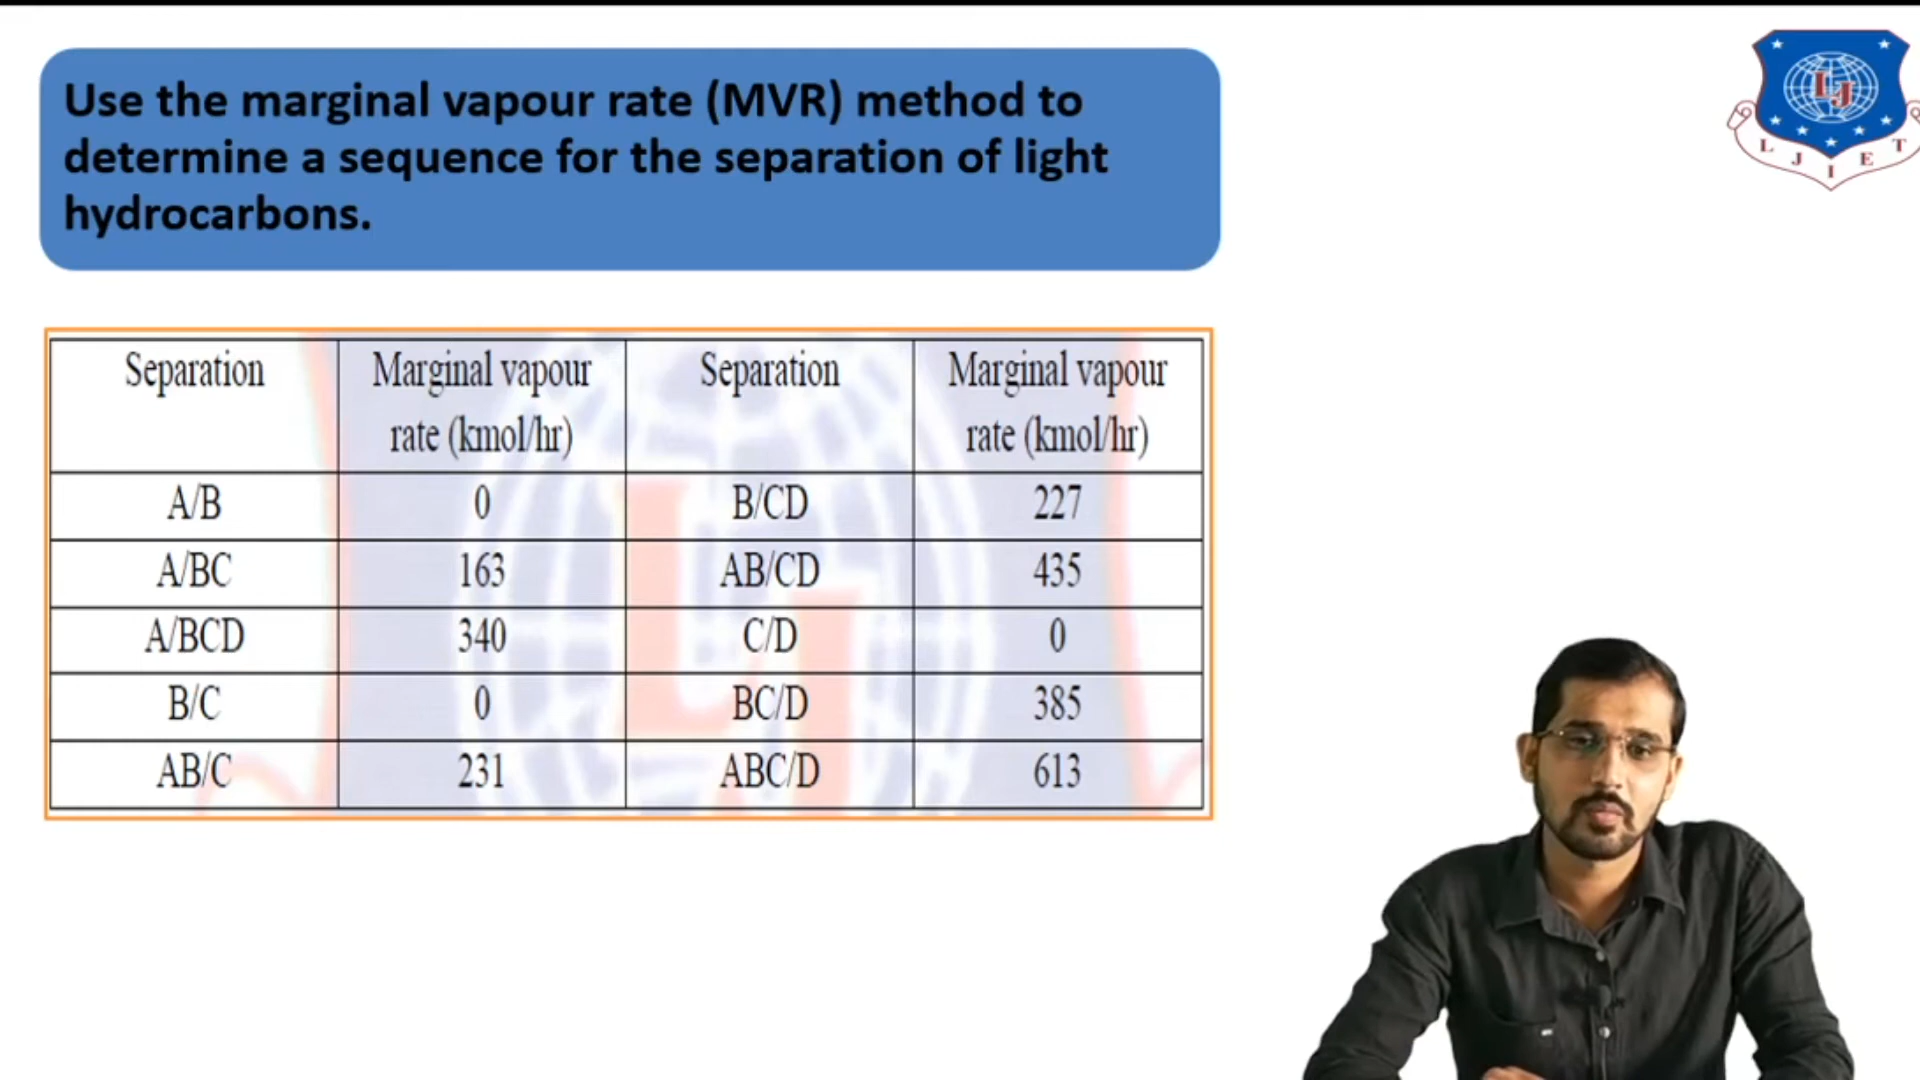 Use the marginal vapour rate (MVR) method to
determine a sequence for the separation of light
hydrocarbons.
L J I E T
LJ
Separation Marginal vapour rate (kmol/hr) Separation Marginal vapour rate (kmol/hr)
A/B 0 B/CD 227
A/BC 163 AB/CD 435
A/BCD 340 C/D 0
B/C 0 BC/D 385
AB/C 231 ABC/D 613